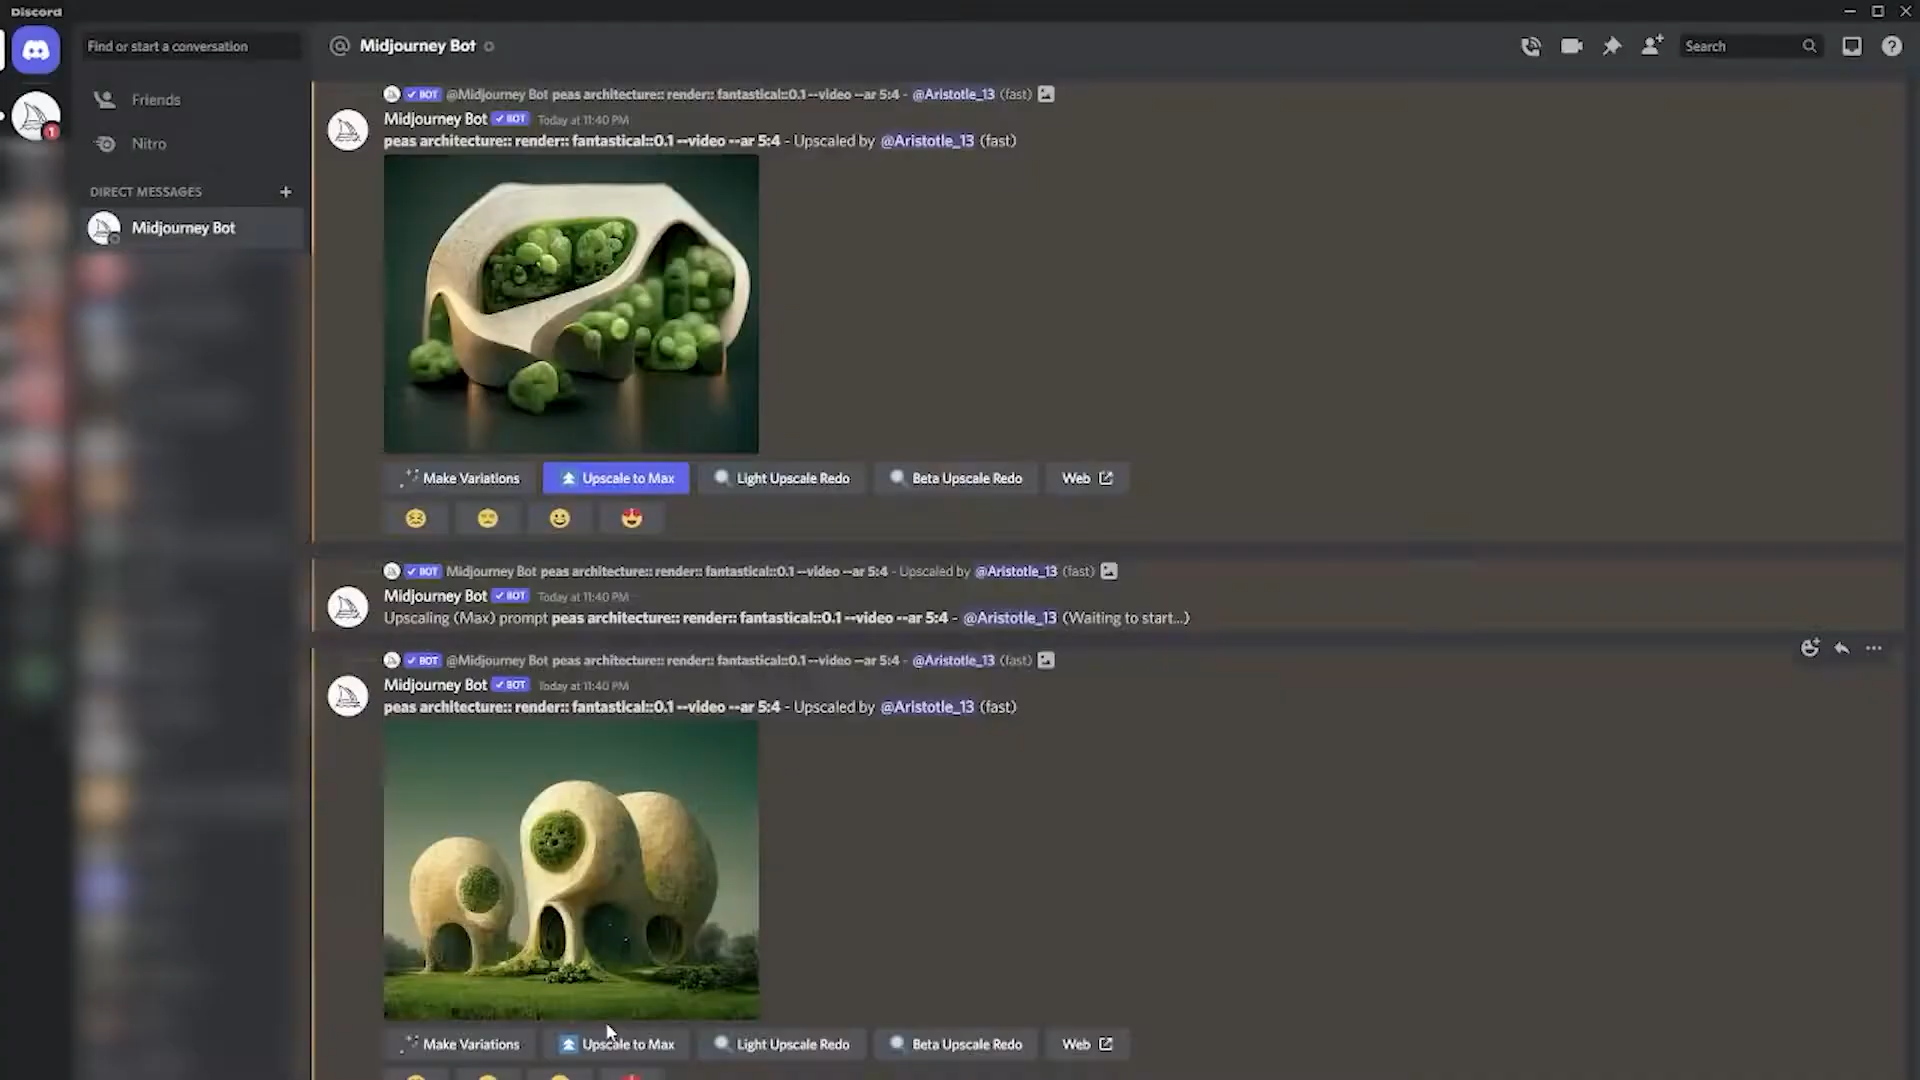 Discord
Find or start a conversation
Midjourney Bot
Search
Friends
Nitro
DIRECT MESSAGES
Midjourney Bot
1
BOT @Midjourney Bot peas architecture:: render:: fantastical::0.1 --video --ar 5:4 - @Aristotle_13 (fast)
Midjourney Bot BOT Today at 11:40 PM
peas architecture:: render:: fantastical::0.1 --video --ar 5:4 - Upscaled by @Aristotle_13 (fast)
Make Variations Upscale to Max Light Upscale Redo Beta Upscale Redo Web
BOT Midjourney Bot peas architecture:: render:: fantastical::0.1 --video --ar 5:4 - Upscaled by @Aristotle_13 (fast)
Midjourney Bot BOT Today at 11:40 PM
Upscaling (Max) prompt peas architecture:: render:: fantastical::0.1 --video --ar 5:4 - @Aristotle_13 (Waiting to start...)
BOT @Midjourney Bot peas architecture:: render:: fantastical::0.1 --video --ar 5:4 - @Aristotle_13 (fast)
Midjourney Bot BOT Today at 11:40 PM
peas architecture:: render:: fantastical::0.1 --video --ar 5:4 - Upscaled by @Aristotle_13 (fast)
Make Variations Upscale to Max Light Upscale Redo Beta Upscale Redo Web